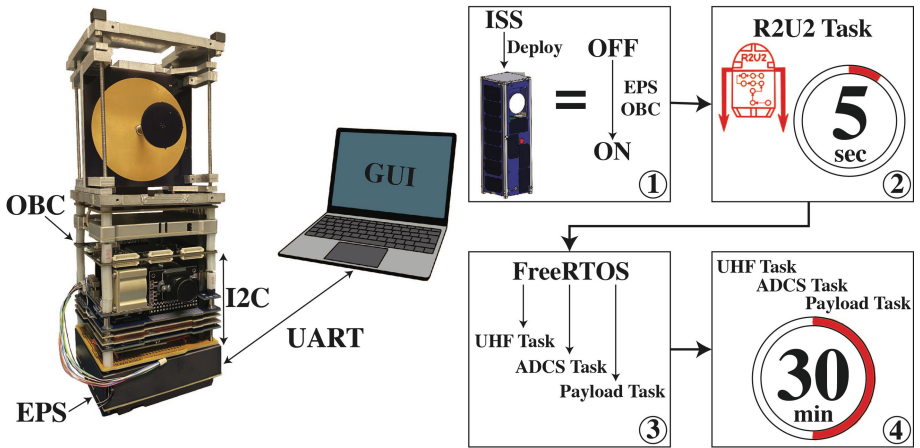 OBC
I2C
EPS
UART
GUI
ISS
Deploy
OFF
EPS
OBC
ON
=
1
R2U2 Task
R2U2
5
sec
2
FreeRTOS
UHF Task
ADCS Task
Payload Task
3
UHF Task
ADCS Task
Payload Task
30
min
4